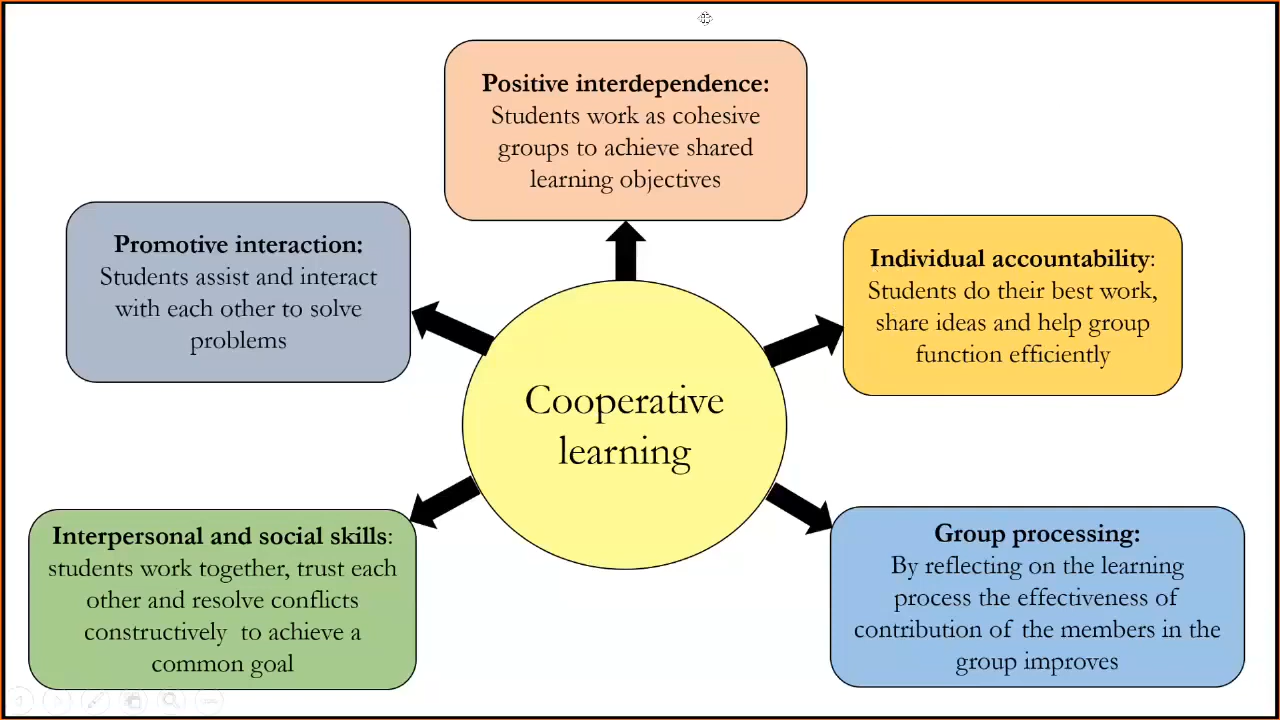 Positive interdependence:
Students work as cohesive
groups to achieve shared
learning objectives
Promotive interaction:
Students assist and interact
with each other to solve
problems
Individual accountability:
Students do their best work,
share ideas and help group
function efficiently
Cooperative
learning
Interpersonal and social skills:
students work together, trust each
other and resolve conflicts
constructively to achieve a
common goal
Group processing:
By reflecting on the learning
process the effectiveness of
contribution of the members in the
group improves